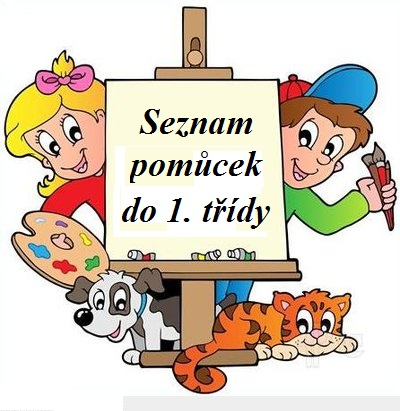 Seznam
pomůcek
do 1. třídy